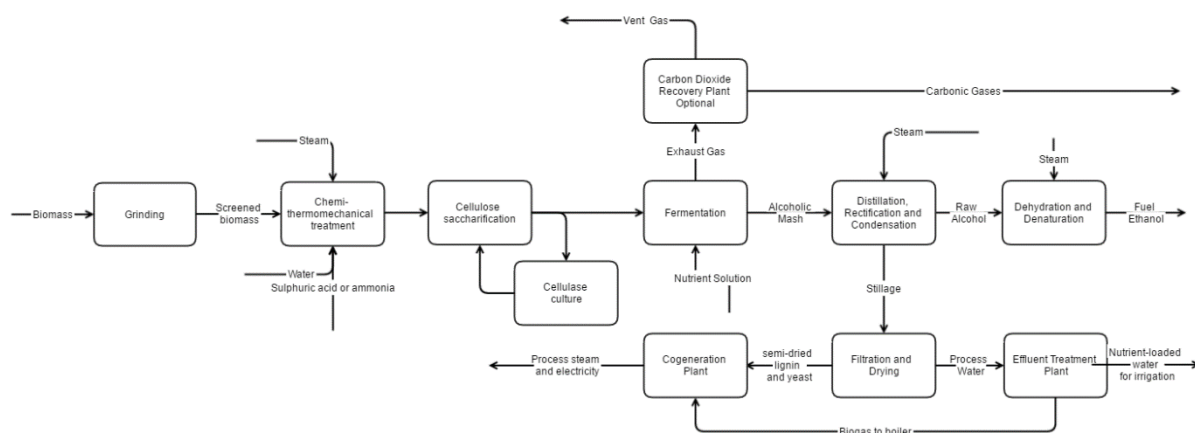 Vent Gas
Carbon Dioxide
Recovery Plant
Optional
Carbonic Gases
Exhaust Gas
Steam
Steam
Steam
Biomass
Grinding
Screened
biomass
Chemi-
thermomechanical
treatment
Cellulose
saccharification
Fermentation
Alcoholic
Mash
Distillation,
Rectification and
Condensation
Raw
Alcohol
Dehydration and
Denaturation
Fuel
Ethanol
Water
Sulphuric acid or ammonia
Cellulase
culture
Nutrient Solution
Stillage
Process steam
and electricity
Cogeneration
Plant
semi-dried
lignin
and yeast
Filtration and
Drying
Process
Water
Effluent Treatment
Plant
Nutrient-loaded
water
for irrigation
Biogas to boiler